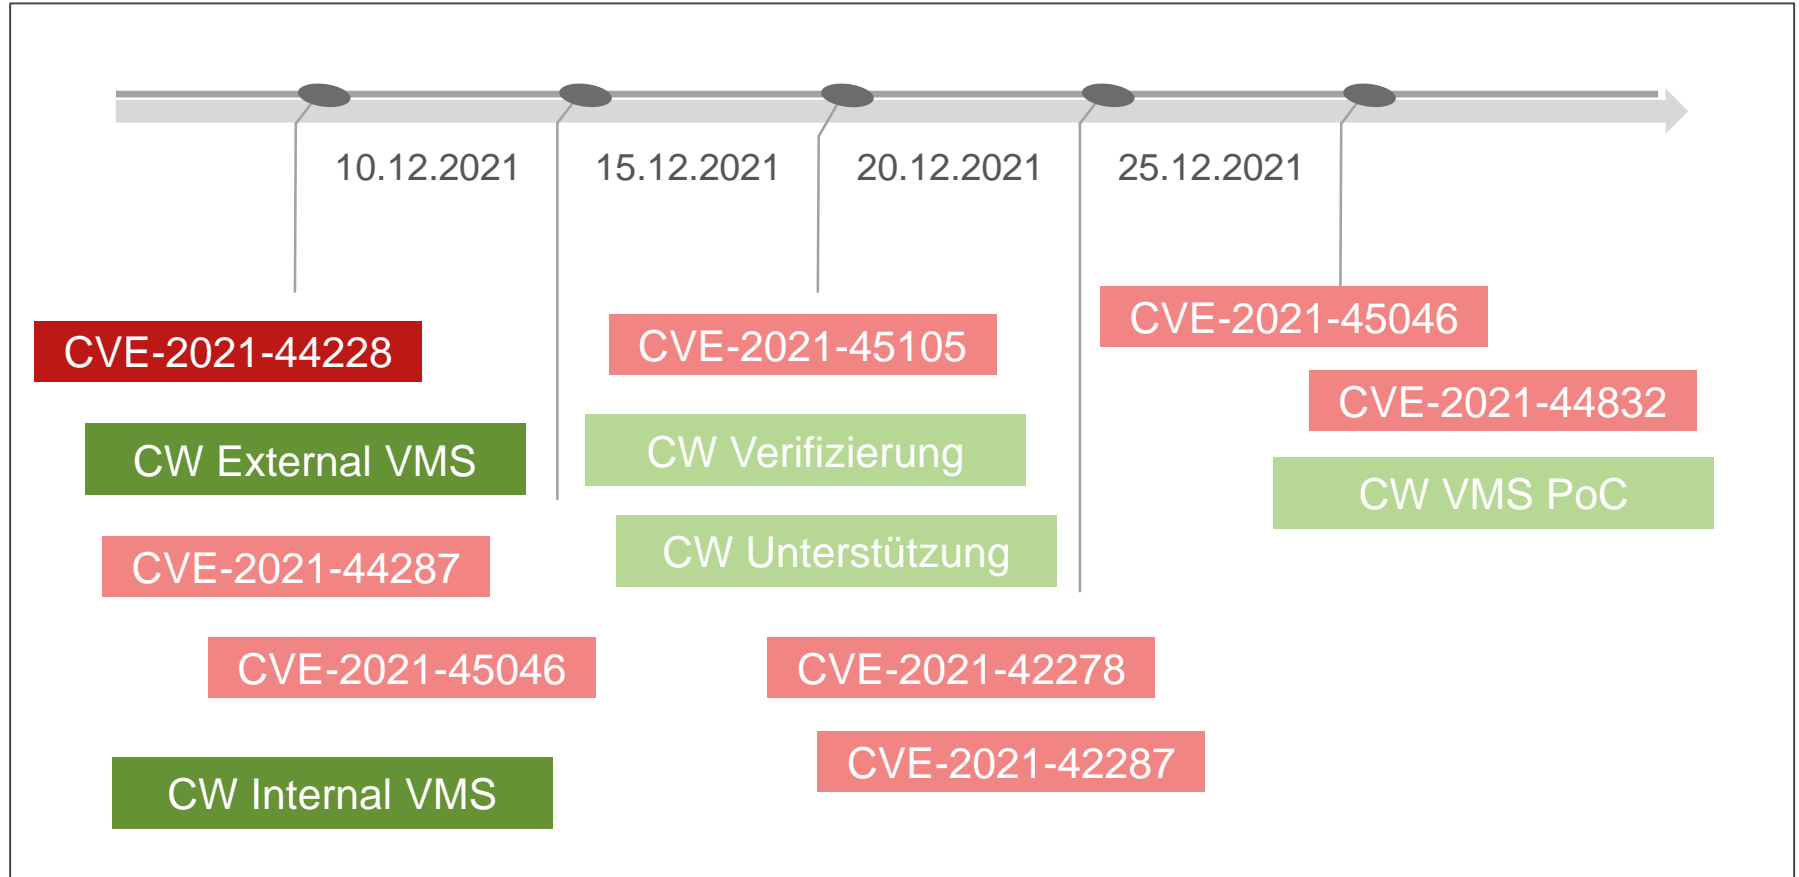 10.12.2021
15.12.2021
20.12.2021
25.12.2021
CVE-2021-44228
CW External VMS
CVE-2021-44287
CVE-2021-45046
CW Internal VMS
CVE-2021-45105
CW Verifizierung
CW Unterstützung
CVE-2021-42278
CVE-2021-42287
CVE-2021-45046
CVE-2021-44832
CW VMS PoC